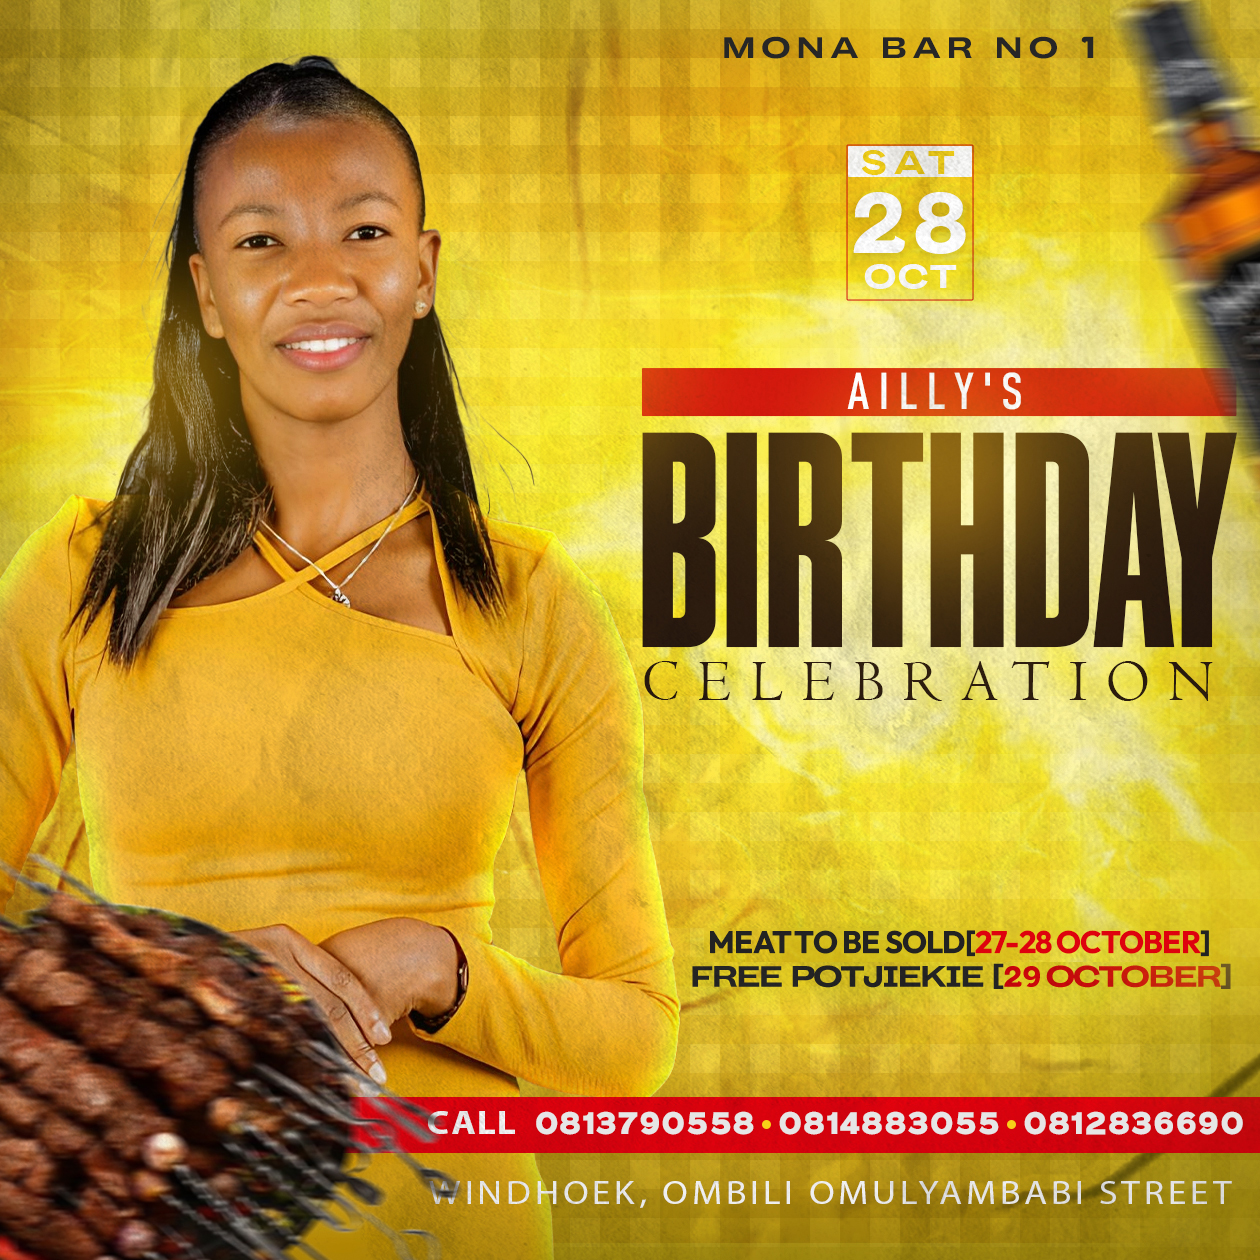 MONA BAR NO 1
SAT
28
OCT
AILLY'S
BIRTHDAY
CELEBRATION
MEAT TO BE SOLD[27-28 OCTOBER]
FREE POTJIEKIE [29 OCTOBER]
CALL 0813790558•0814883055•0812836690
WINDHOEK, OMBILI OMULYAMBABI STREET